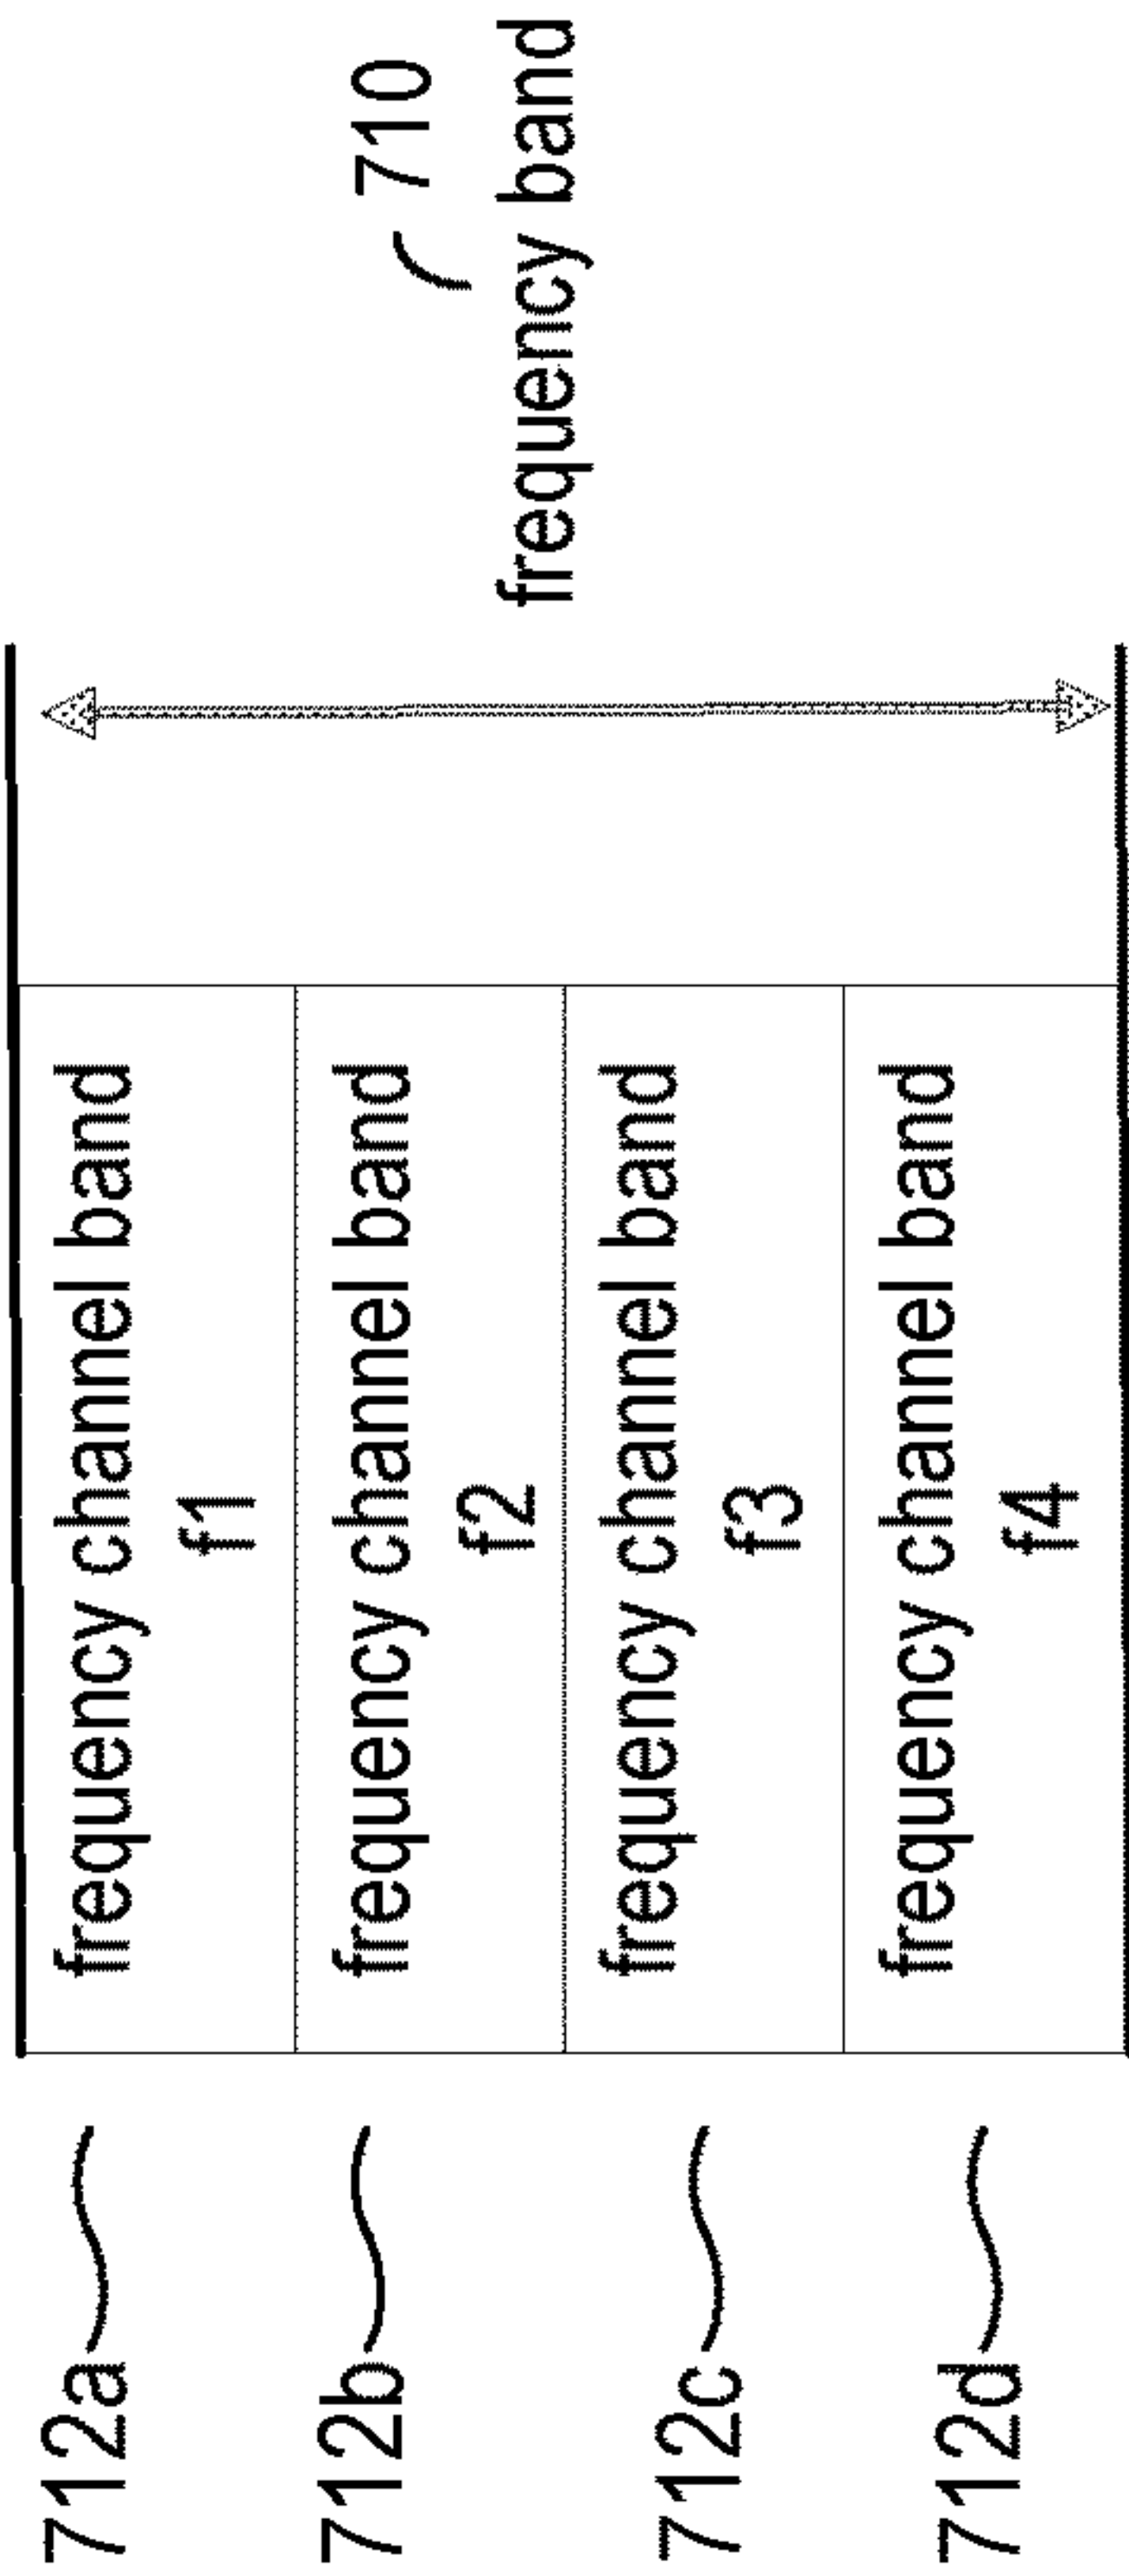 712a
frequency channel band
f1
712b
frequency channel band
f2
712c
frequency channel band
f3
712d
frequency channel band
f4
710
frequency band